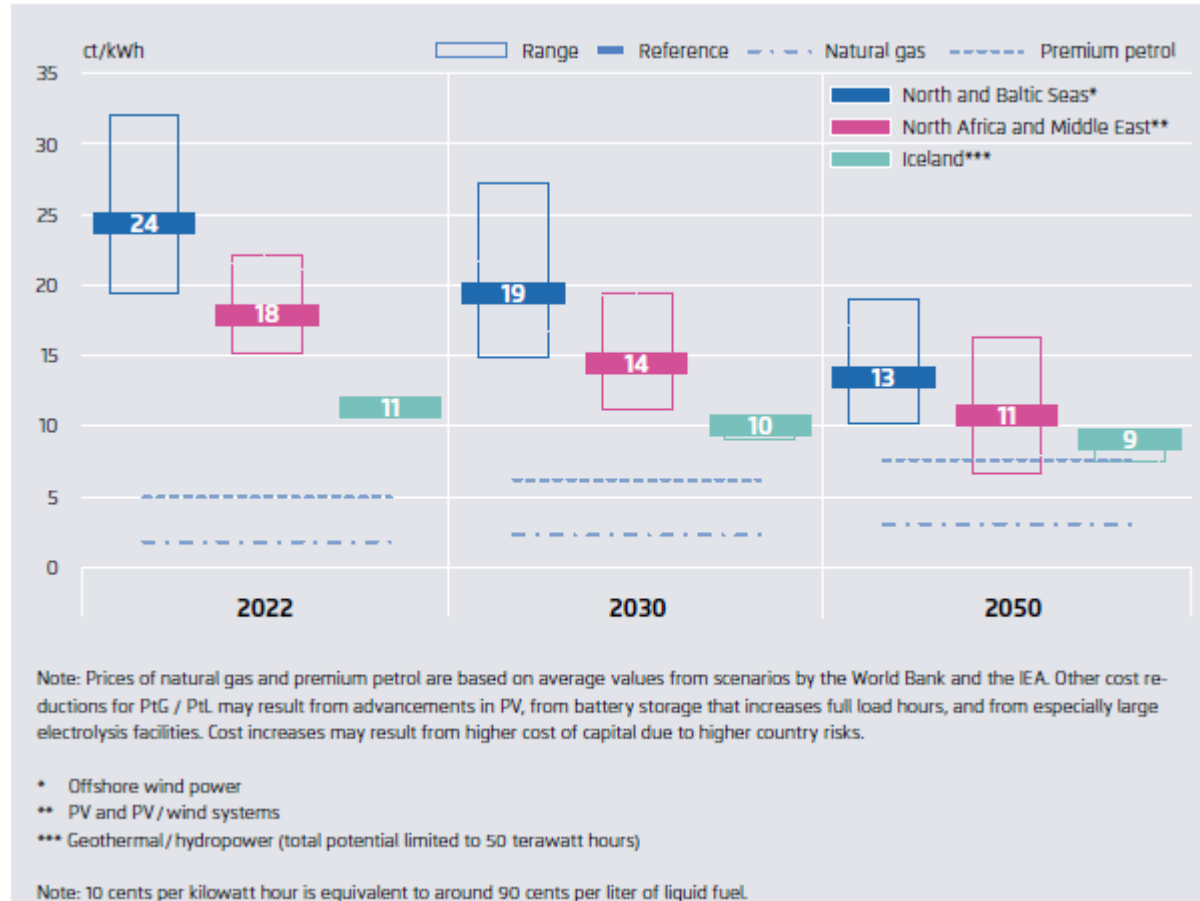 ct/kWh
Range Reference Natural gas Premium petrol
35
North and Baltic Seas*
North Africa and Middle East**
30
Iceland***
25
24
20
19
18
15
14
13
11
11
10
10
9
5
0
2022 2030 2050
Note: Prices of natural gas and premium petrol are based on average values from scenarios by the World Bank and the IEA. Other cost re-
ductions for PtG / PtL may result from advancements in PV, from battery storage that increases full load hours, and from especially large
electrolysis facilities. Cost increases may result from higher cost of capital due to higher country risks.
* Offshore wind power
** PV and PV/wind systems
*** Geothermal/hydropower (total potential limited to 50 terawatt hours)
Note: 10 cents per kilowatt hour is equivalent to around 90 cents per liter of liquid fuel.